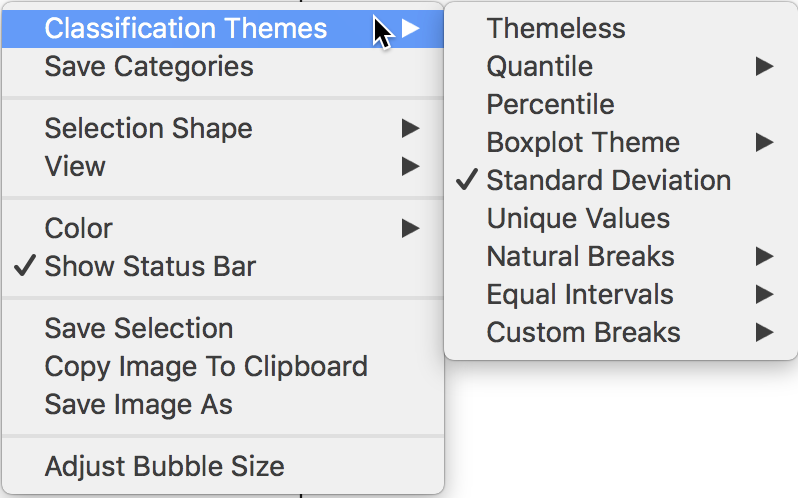 Classification Themes
Save Categories
Selection Shape
View
Color
Show Status Bar
Save Selection
Copy Image To Clipboard
Save Image As
Adjust Bubble Size
Themeless
Quantile
Percentile
Boxplot Theme
Standard Deviation
Unique Values
Natural Breaks
Equal Intervals
Custom Breaks